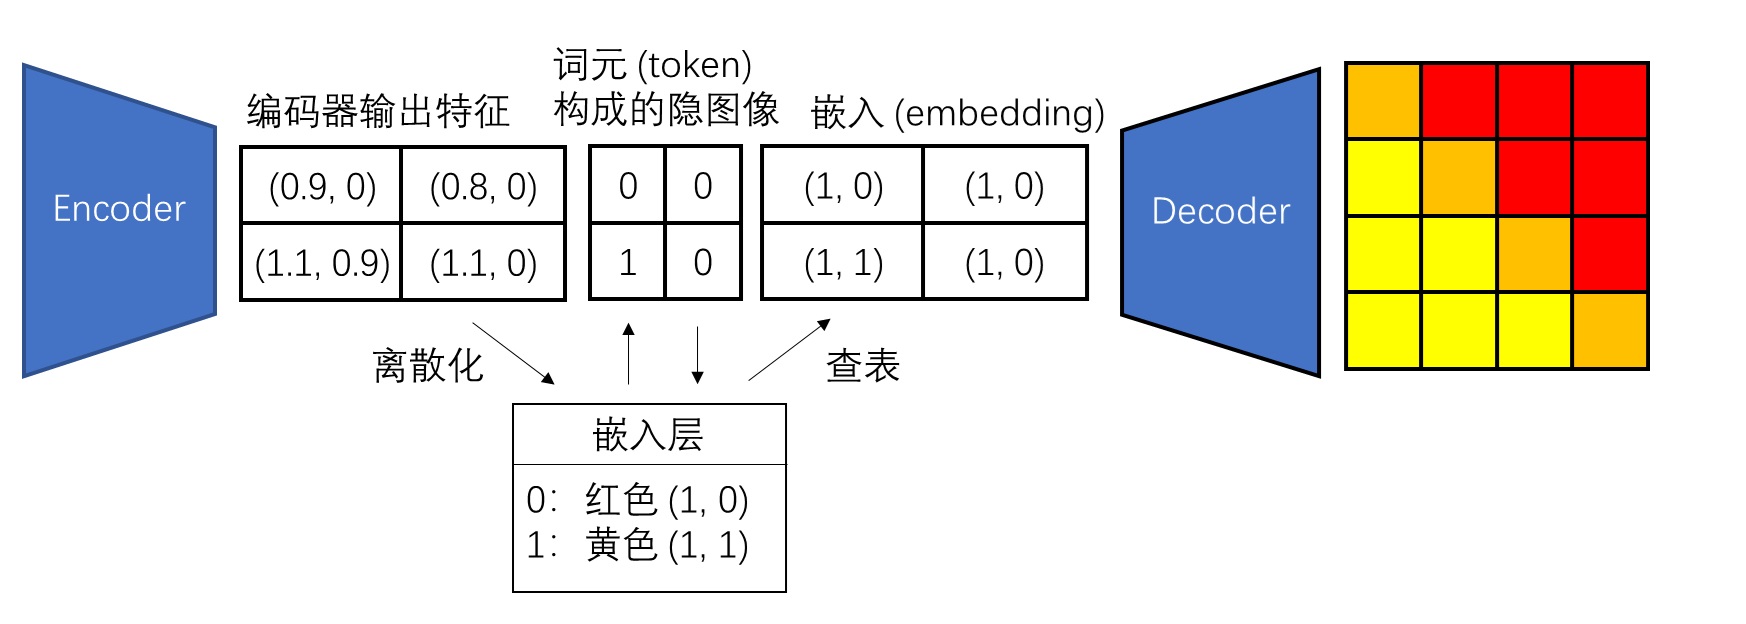 Encoder
编码器输出特征
(0.9, 0) (0.8, 0)
(1.1, 0.9) (1.1, 0)
词元 (token)
构成的隐图像
0 0
1 0
嵌入 (embedding)
(1, 0) (1, 0)
(1, 1) (1, 0)
Decoder
离散化
查表
嵌入层
0： 红色 (1, 0)
1： 黄色 (1, 1)